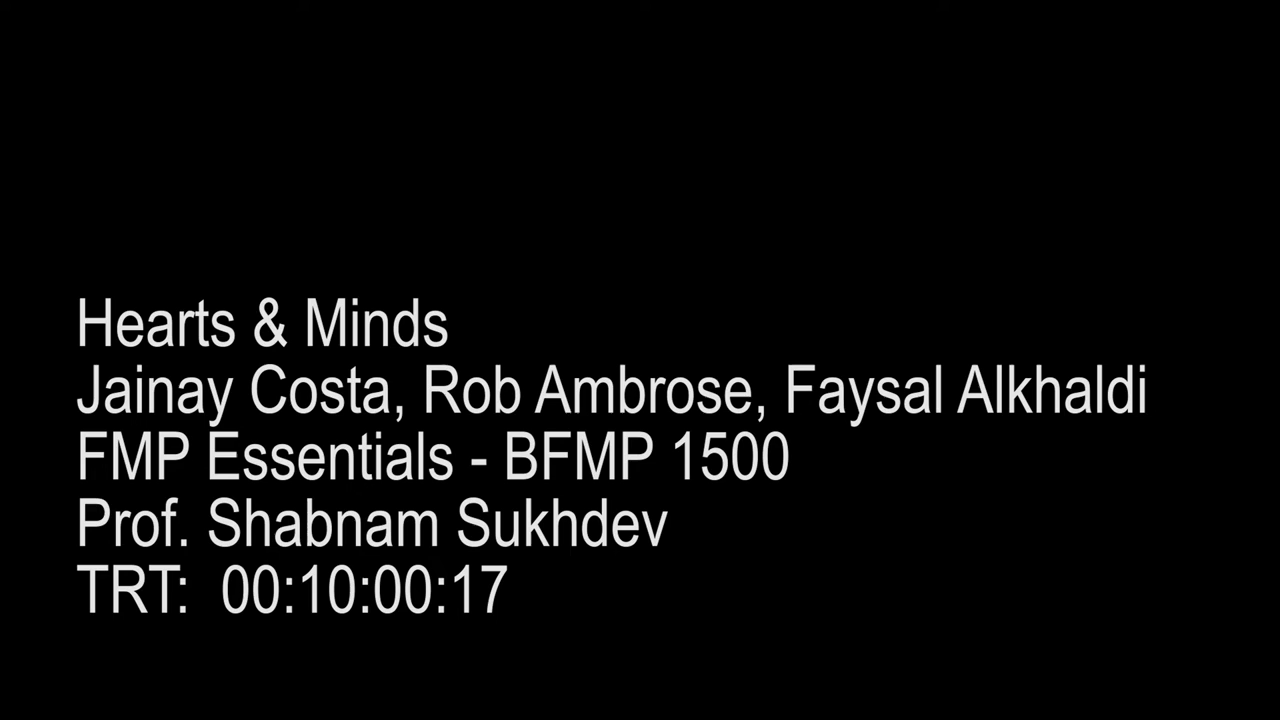 Hearts & Minds
Jainay Costa, Rob Ambrose, Faysal Alkhaldi
FMP Essentials - BFMP 1500
Prof. Shabnam Sukhdev
TRT:  00:10:00:17